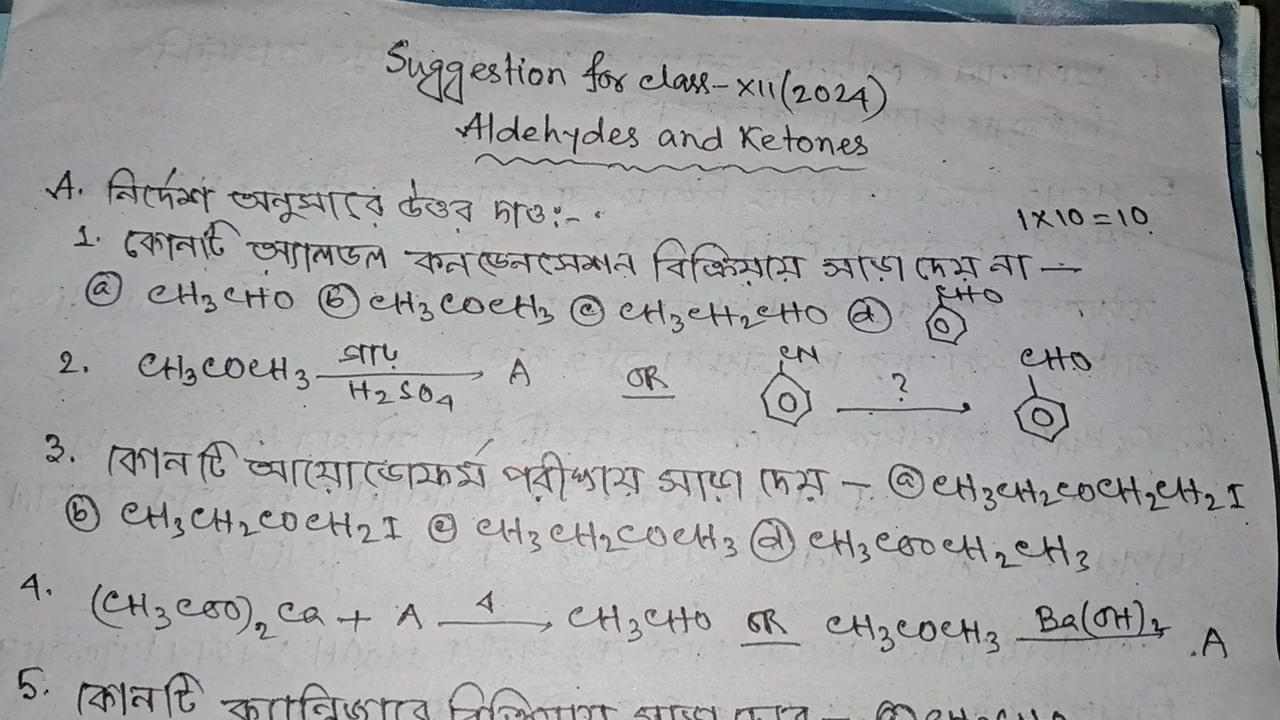 Suggestion for class-XII(2024)
Aldehydes and Ketones
A. নির্দেশ অনুসারে উত্তর দাও:-
1×10=10
1. কোনটি অ্যালডল কনডেনসেশন বিক্রিয়ায় সাড়া দেয় না —
ⓐ CH₃CHO ⓑ CH₃COCH₃ ⓒ CH₃CH₂CHO ⓓ CHO
2. CH₃COCH₃ গাঢ় H₂SO₄ → A OR CN ? → CHO
3. কোনটি আয়োডোফর্ম পরীক্ষায় সাড়া দেয় — ⓐ CH₃CH₂COCH₂CH₂I
ⓑ CH₃CH₂COCH₂I ⓒ CH₃CH₂COCH₃ ⓓ CH₃COOCH₂CH₃
4. (CH₃COO)₂Ca + A Δ → CH₃CHO OR CH₃COCH₃ Ba(OH)₂ → A
5. কোনটি ক্যানিজারো বিক্রিয়ায় সাড়া